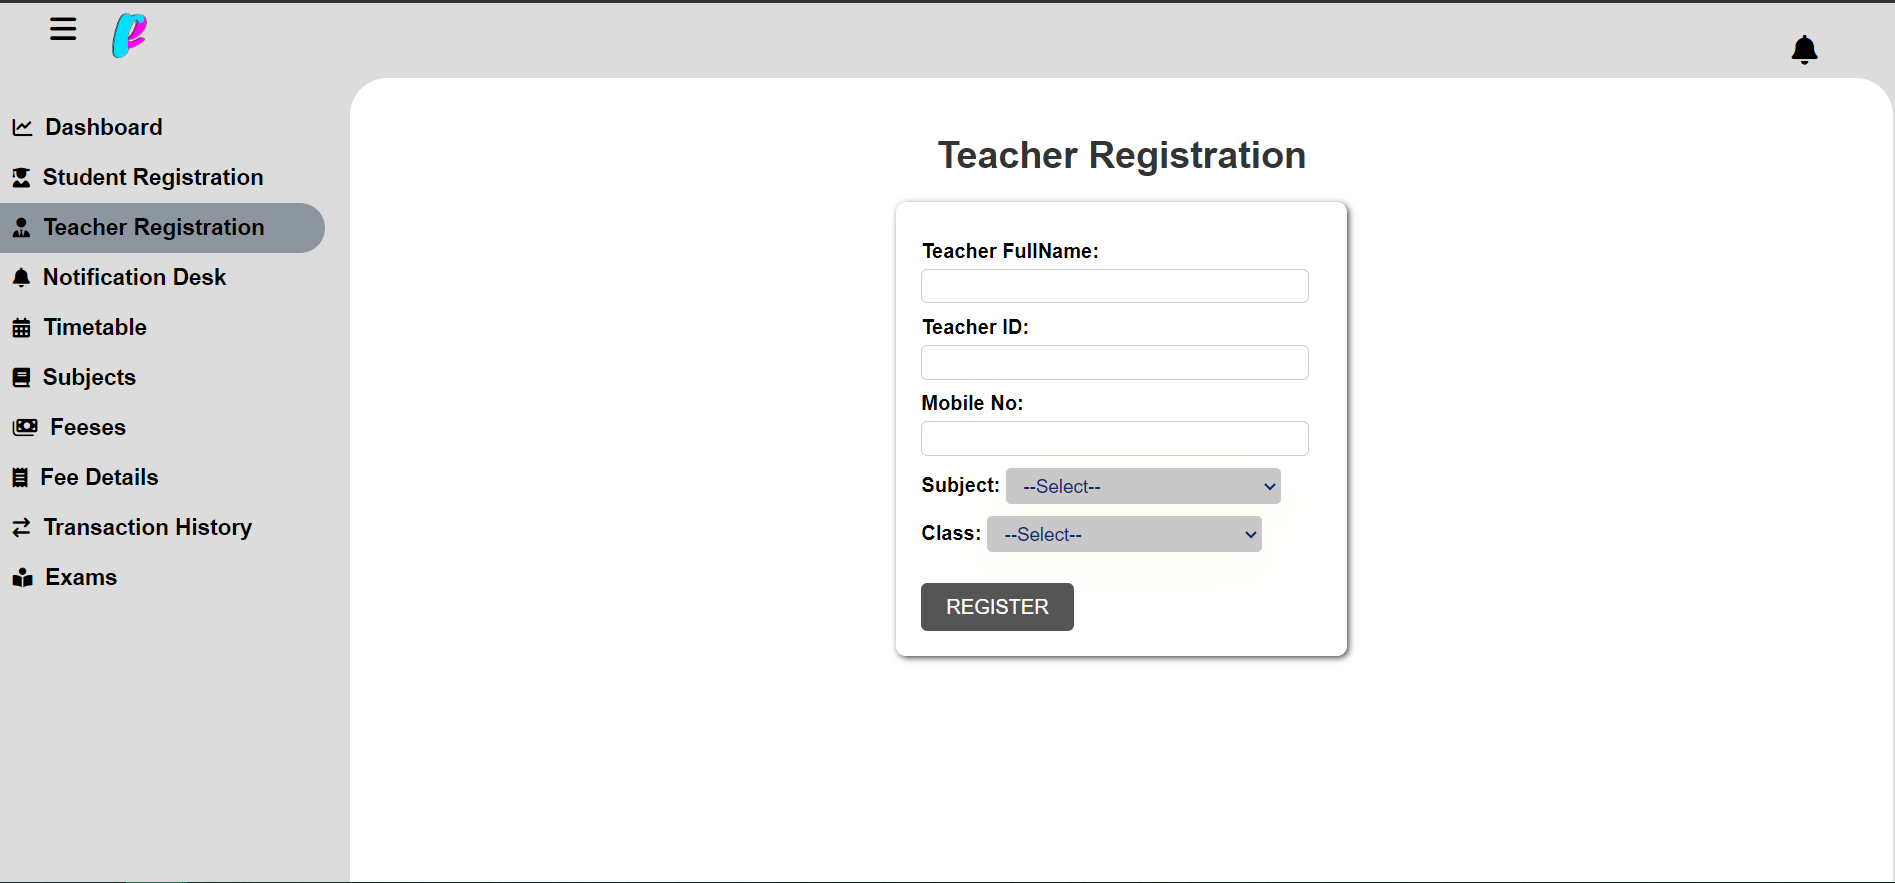 Dashboard
Student Registration
Teacher Registration
Notification Desk
Timetable
Subjects
Feeses
Fee Details
Transaction History
Exams
Teacher Registration
Teacher FullName:
Teacher ID:
Mobile No:
Subject: --Select--
Class: --Select--
REGISTER